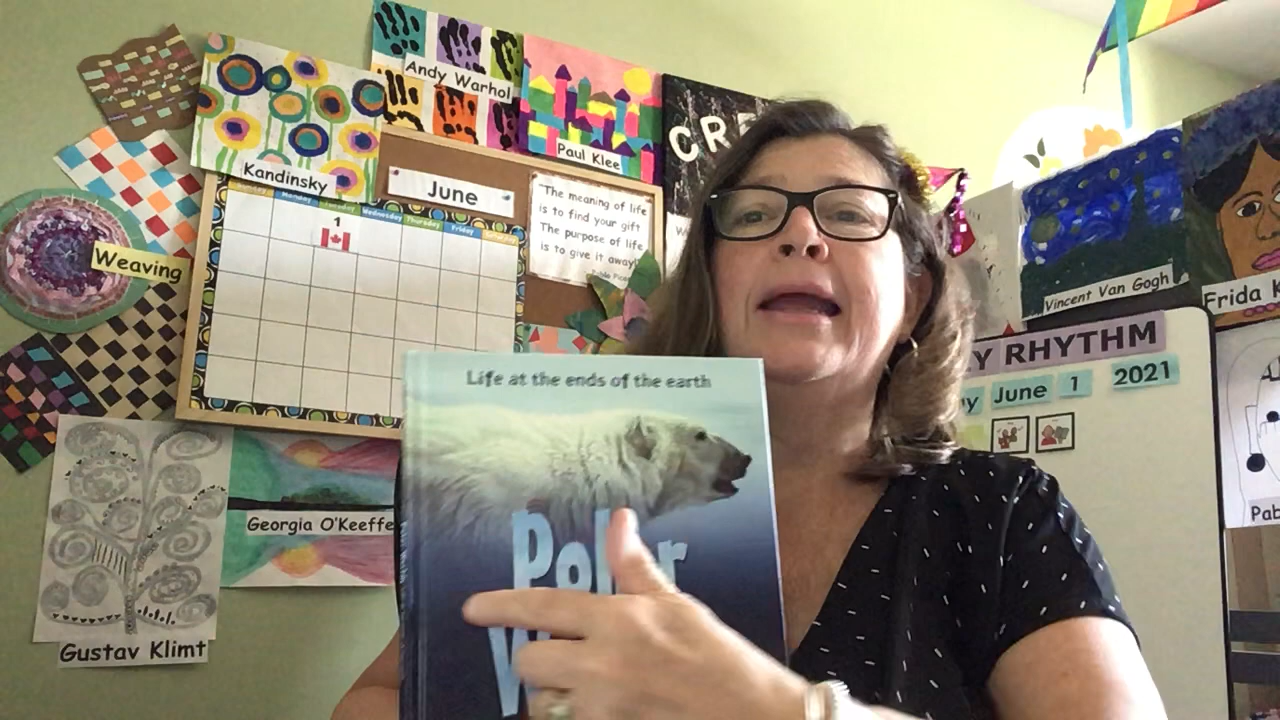 Andy Warhol
Paul Klee
CRE
Kandinsky
June
"The meaning of life
is to find your gift
The purpose of life
is to give it away"
Monday Tuesday Wednesday Thursday Friday Saturday
1
Weaving
Vincent Van Gogh
Frida K
Y RHYTHM
y June 1 2021
Life at the ends of the earth
Pol r
W
Georgia O'Keeffe
Gustav Klimt
Pab